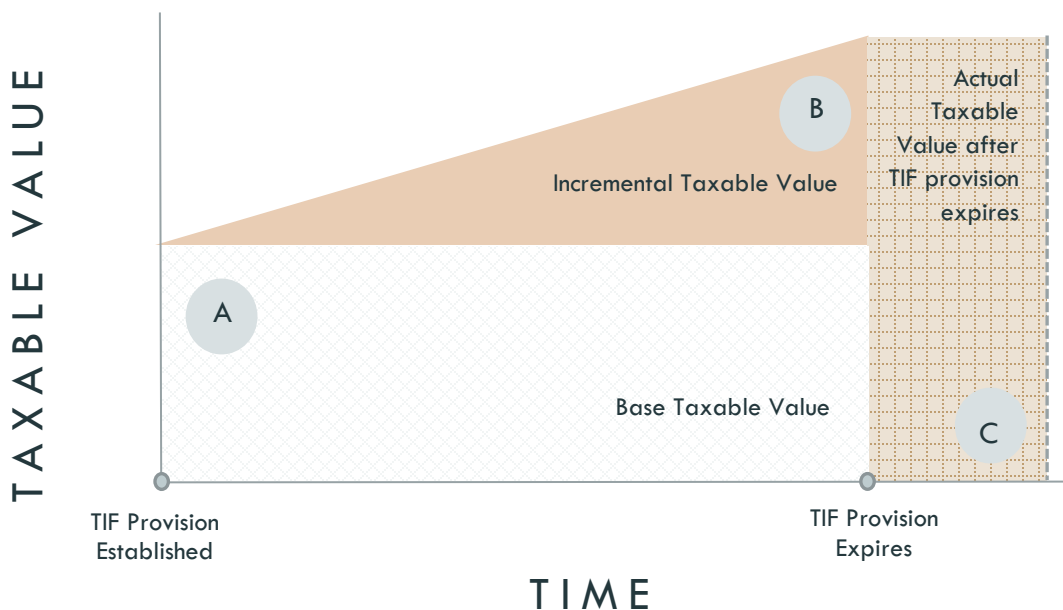 TAXABLE VALUE
Actual
Taxable
Value after
TIF provision
expires
B
Incremental Taxable Value
A
Base Taxable Value
C
TIF Provision
Established
TIF Provision
Expires
TIME